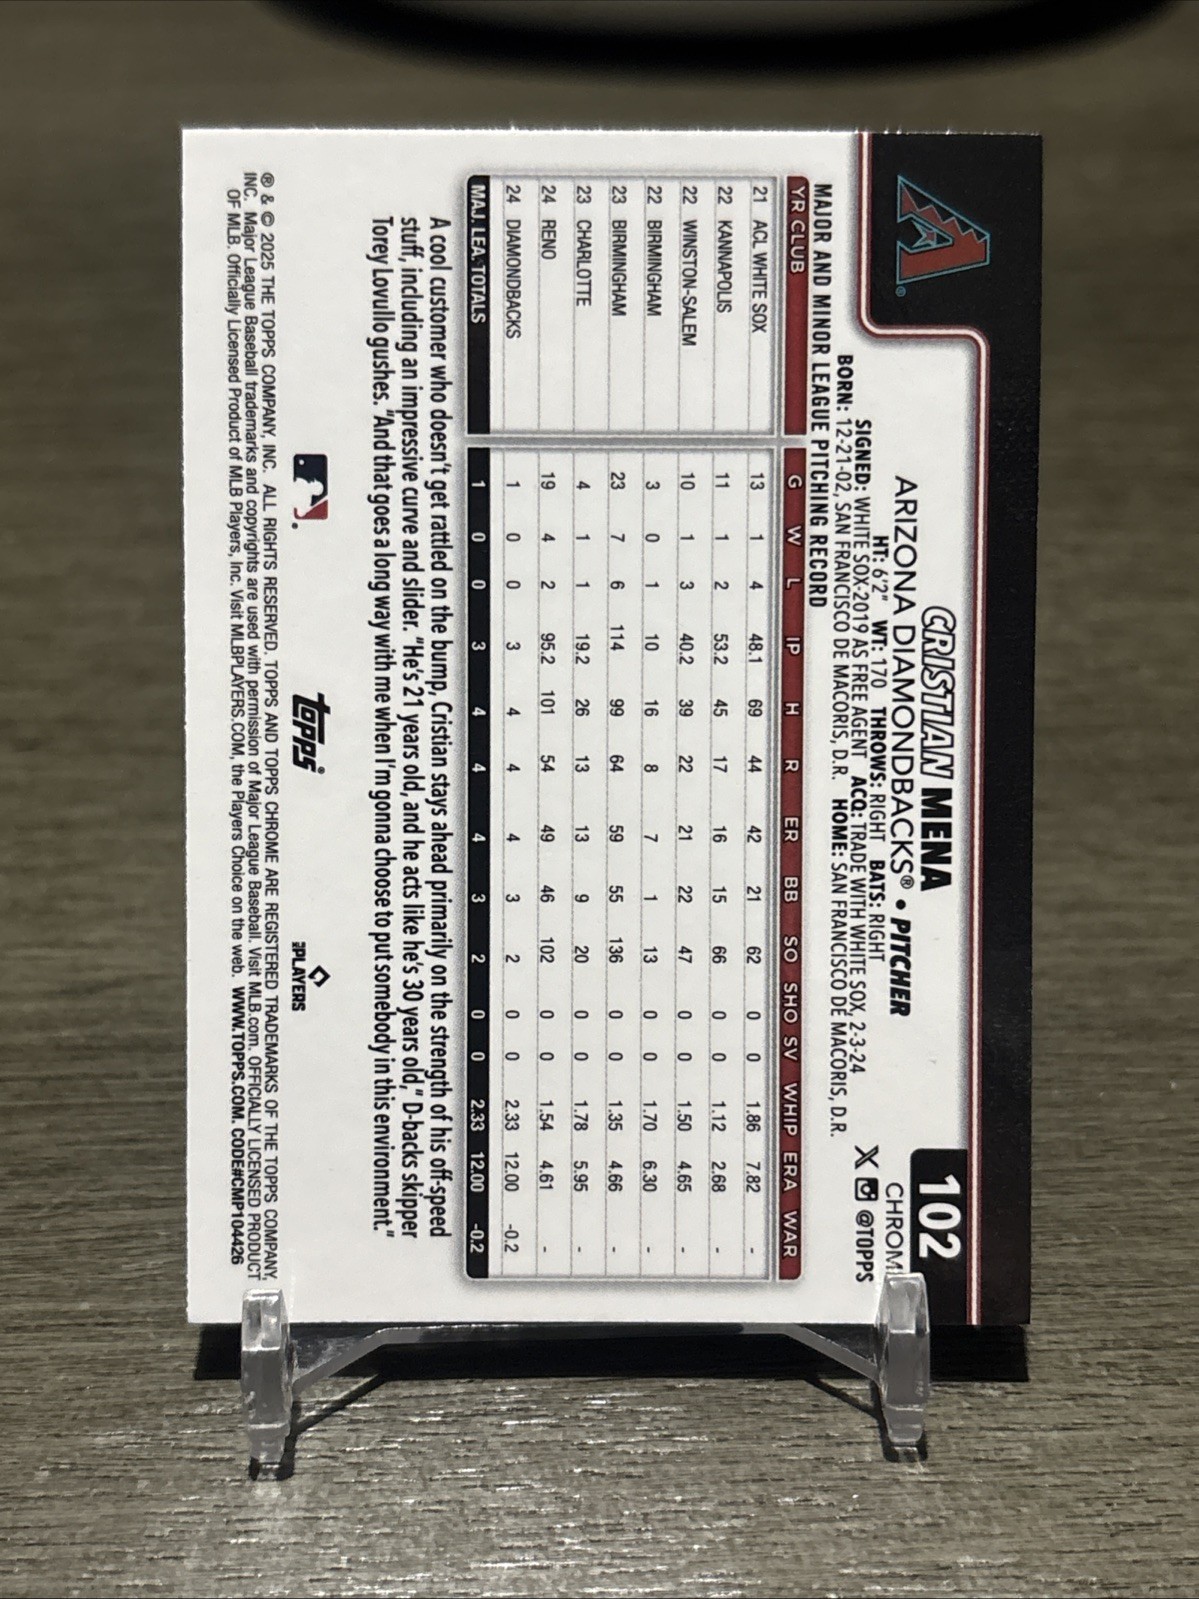 102
CHROM
CRISTIAN MENA
ARIZONA DIAMONDBACKS® • PITCHER
HT: 6'2" WT: 170 THROWS: RIGHT BATS: RIGHT
SIGNED: WHITE SOX-2019 AS FREE AGENT ACQ: TRADE WITH WHITE SOX, 2-3-24
BORN: 12-21-02, SAN FRANCISCO DE MACORIS, D.R. HOME: SAN FRANCISCO DE MACORIS, D.R.
X @TOPPS
MAJOR AND MINOR LEAGUE PITCHING RECORD
YR CLUB G W L IP H R ER BB SO SHO SV WHIP ERA WAR
21 ACL WHITE SOX 13 1 4 48.1 69 44 42 21 62 0 0 1.86 7.82 -
22 KANNAPOLIS 11 1 2 53.2 45 17 16 15 66 0 0 1.12 2.68 -
22 WINSTON-SALEM 10 1 3 40.2 39 22 21 22 47 0 0 1.50 4.65 -
22 BIRMINGHAM 3 0 1 10 16 8 7 1 13 0 0 1.70 6.30 -
23 BIRMINGHAM 23 7 6 114 99 64 59 55 136 0 0 1.35 4.66 -
23 CHARLOTTE 4 1 1 19.2 26 13 13 9 20 0 0 1.78 5.95 -
24 RENO 19 4 2 95.2 101 54 49 46 102 0 0 1.54 4.61 -
24 DIAMONDBACKS 1 0 0 3 4 4 4 3 2 0 0 2.33 12.00 -0.2
MAJ. LEA. TOTALS 1 0 0 3 4 4 4 3 2 0 0 2.33 12.00 -0.2
A cool customer who doesn't get rattled on the bump, Cristian stays ahead primarily on the strength of his off-speed
stuff, including an impressive curve and slider. "He's 21 years old, and he acts like he's 30 years old," D-backs skipper
Torey Lovullo gushes. "And that goes a long way with me when I'm gonna choose to put somebody in this environment."
topps®
PLAYERS
® & © 2025 THE TOPPS COMPANY, INC. ALL RIGHTS RESERVED. TOPPS AND TOPPS CHROME ARE REGISTERED TRADEMARKS OF THE TOPPS COMPANY,
INC. Major League Baseball trademarks and copyrights are used with permission of Major League Baseball. Visit MLB.com. OFFICIALLY LICENSED PRODUCT
OF MLB. Officially Licensed Product of MLB Players, Inc. Visit MLBPLAYERS.COM, the Players Choice on the web. WWW.TOPPS.COM. CODE#CMP104426